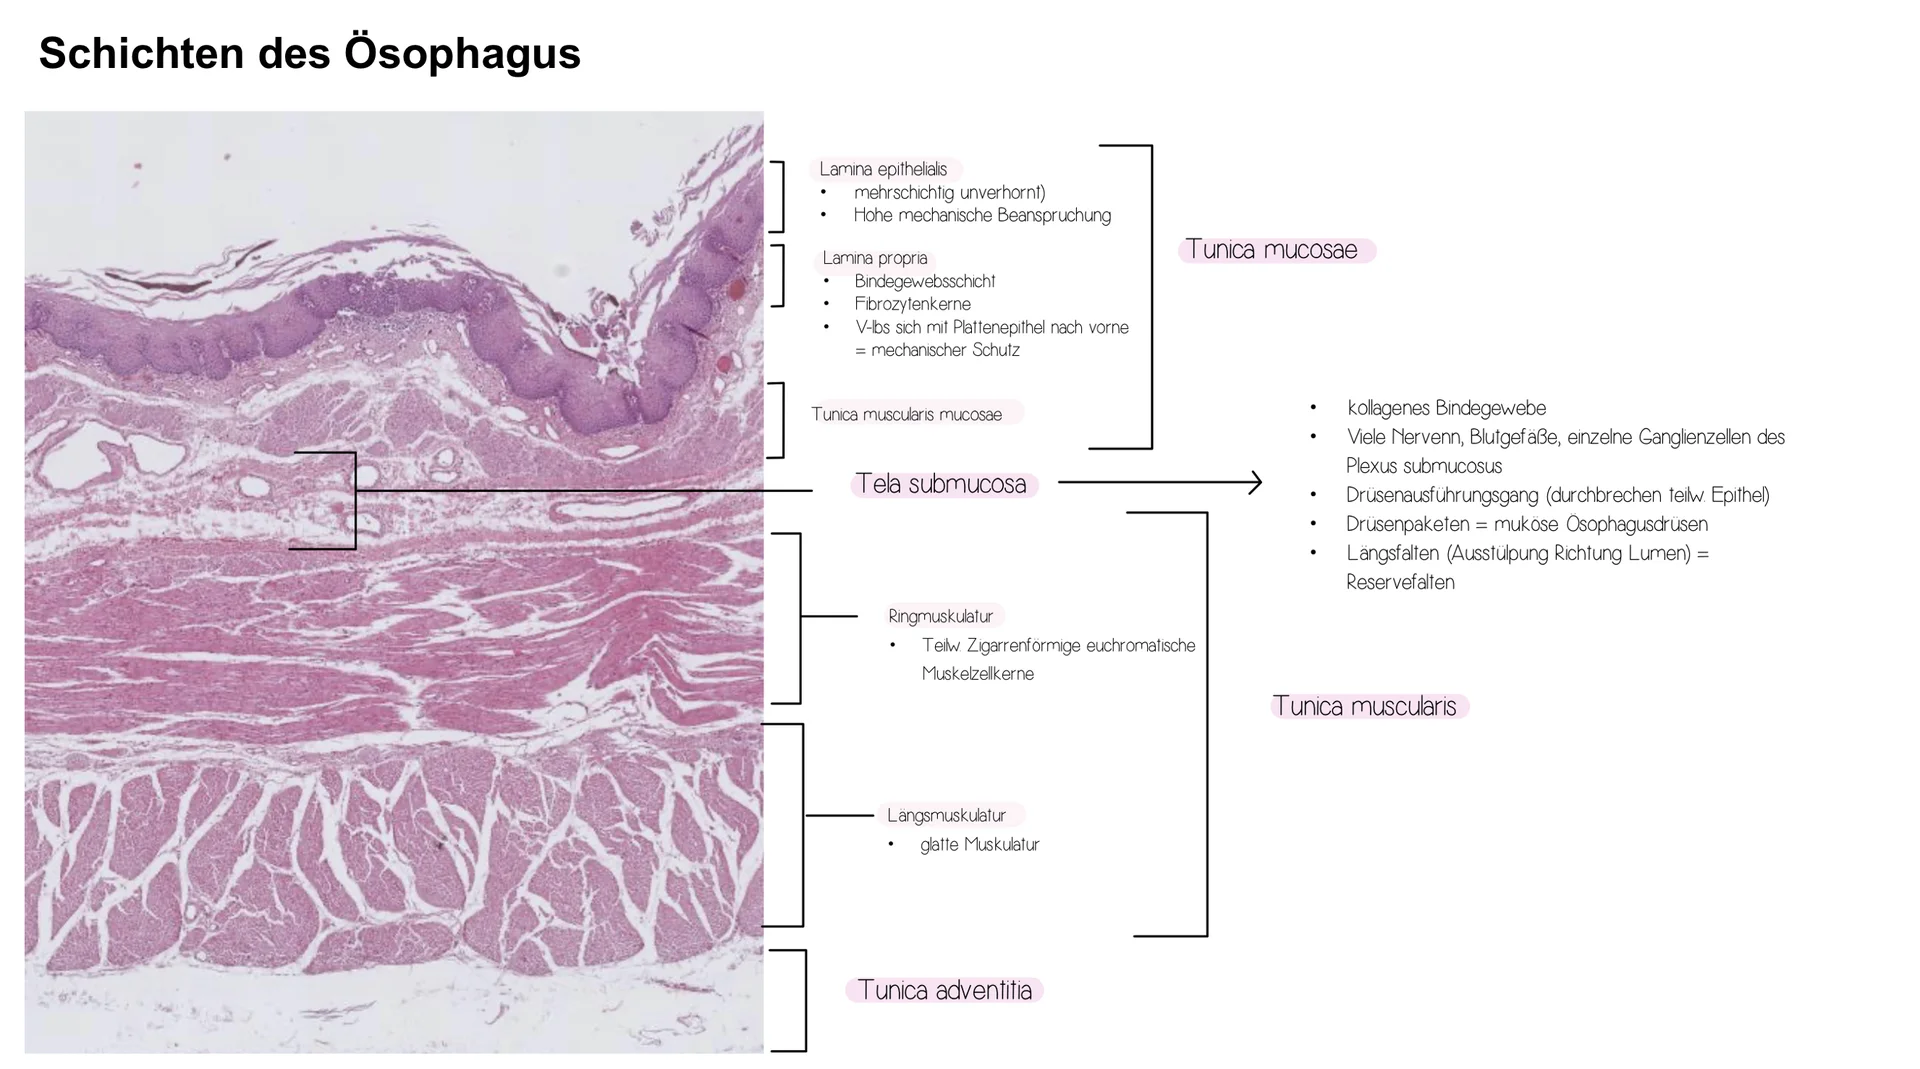 Schichten des Ösophagus
Lamina epithelialis
• mehrschichtig unverhornt)
• Hohe mechanische Beanspruchung
Lamina propria
• Bindegewebsschicht
• Fibrozytenkerne
• V-lbs sich mit Plattenepithel nach vorne
= mechanischer Schutz
Tunica muscularis mucosae
Tunica mucosae
Tela submucosa
• kollagenes Bindegewebe
• Viele Nervenn, Blutgefäße, einzelne Ganglienzellen des
Plexus submucosus
• Drüsenausführungsgang (durchbrechen teilw. Epithel)
• Drüsenpaketen = muköse Ösophagusdrüsen
• Längsfalten (Ausstülpung Richtung Lumen) =
Reservefalten
Ringmuskulatur
• Teilw. Zigarrenförmige euchromatische
Muskelzellkerne
Längsmuskulatur
• glatte Muskulatur
Tunica muscularis
Tunica adventitia